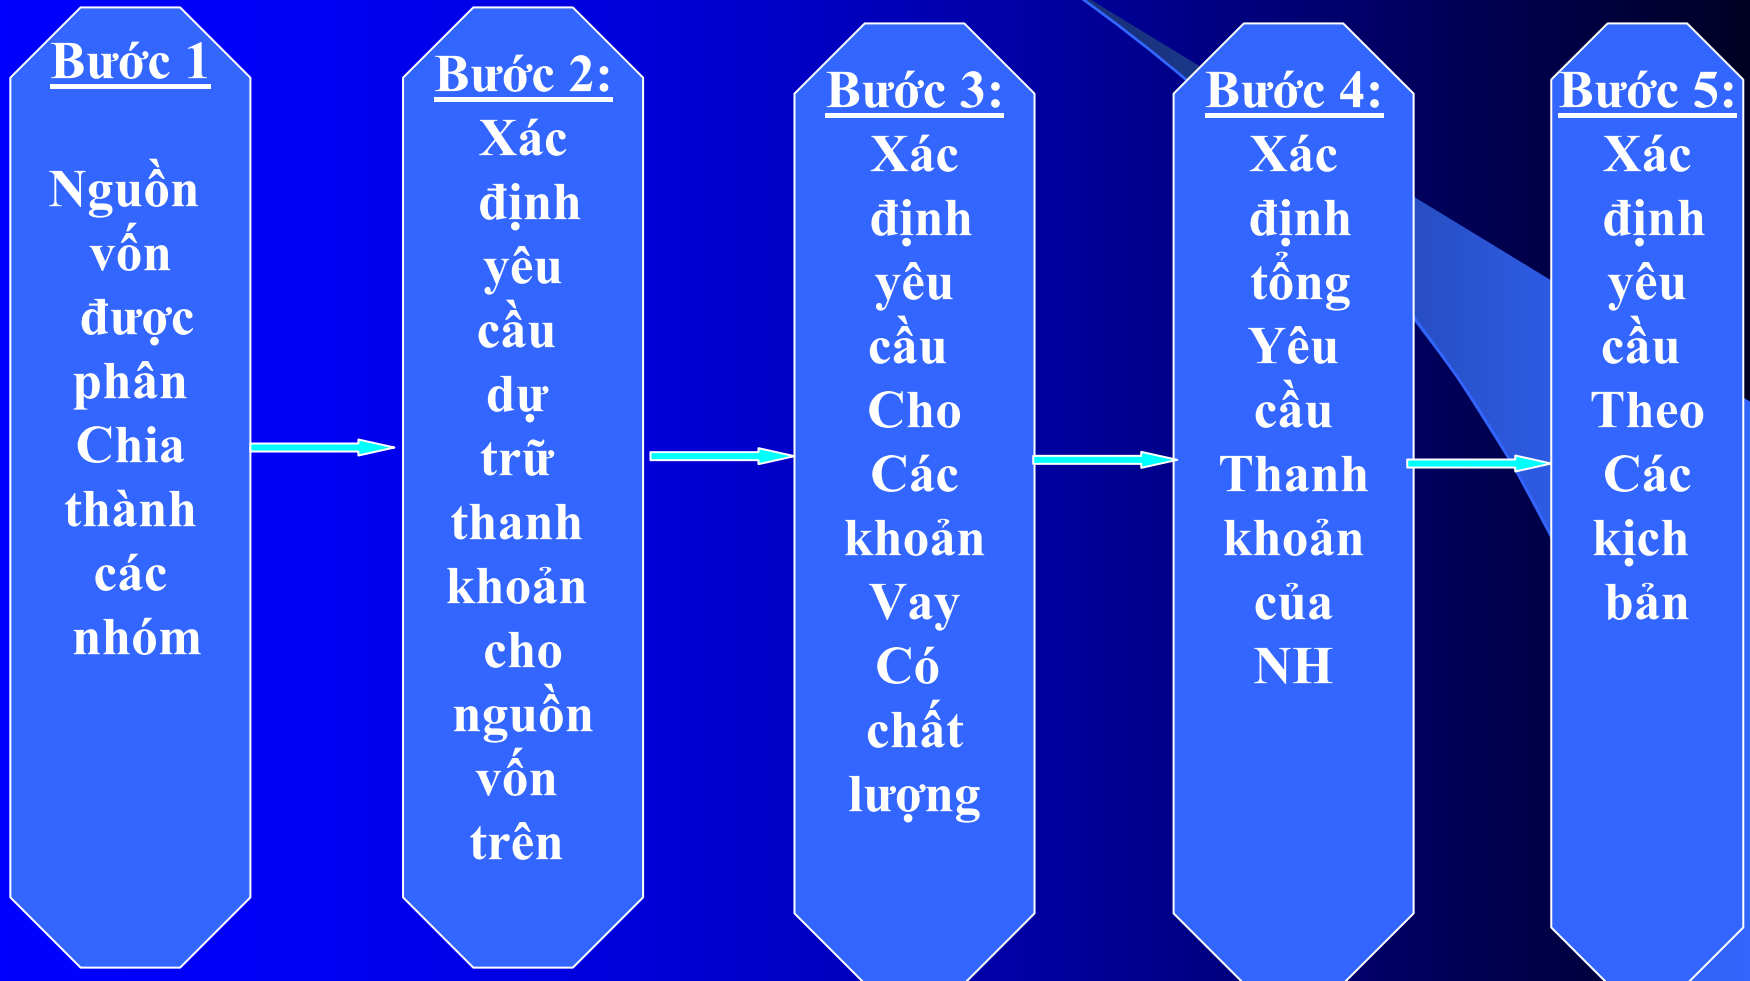 Bước 1
Nguồn
vốn
được
phân
Chia
thành
các
nhóm
Bước 2:
Xác
định
yêu
cầu
dự
trữ
thanh
khoản
cho
nguồn
vốn
trên
Bước 3:
Xác
định
yêu
cầu
Cho
Các
khoản
Vay
Có
chất
lượng
Bước 4:
Xác
định
tổng
Yêu
cầu
Thanh
khoản
của
NH
Bước 5:
Xác
định
yêu
cầu
Theo
Các
kịch
bản